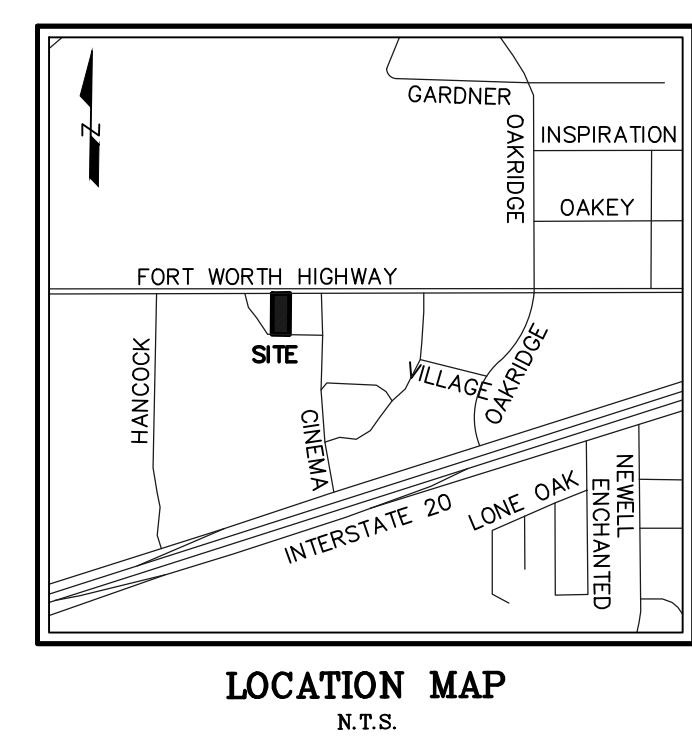 N
GARDNER
OAKRIDGE
INSPIRATION
OAKEY
FORT WORTH HIGHWAY
SITE
HANCOCK
CINEMA
VILLAGE
OAKRIDGE
INTERSTATE 20
LONE OAK
NEWELL
ENCHANTED
LOCATION MAP
N.T.S.